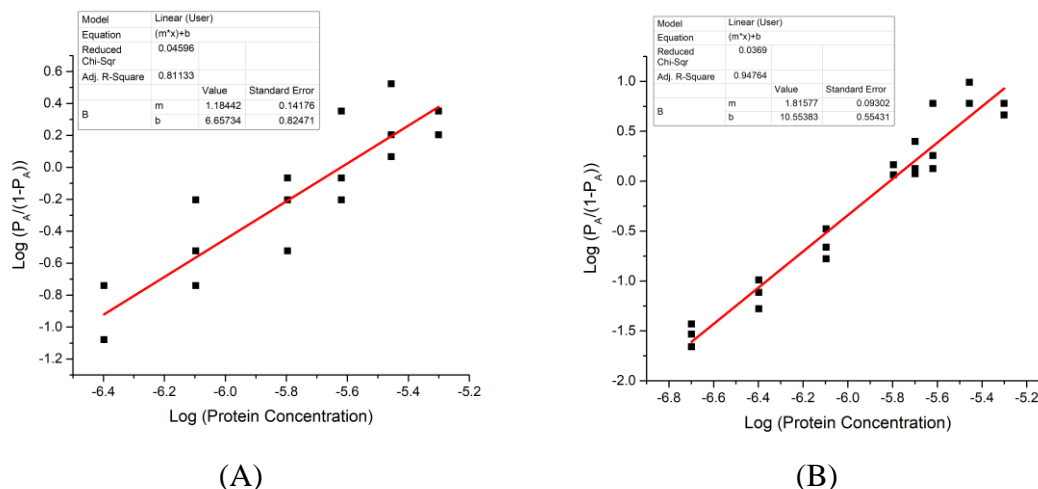 Model Linear (User)
Equation (m*x)+b
Reduced Chi-Sqr 0.04596
Adj. R-Square 0.81133
Value Standard Error
B m 1.18442 0.14176
b 6.65734 0.82471
Log (P_A/(1-P_A))
0.6
0.4
0.2
0.0
-0.2
-0.4
-0.6
-0.8
-1.0
-1.2
-6.4 -6.2 -6.0 -5.8 -5.6 -5.4 -5.2
Log (Protein Concentration)
(A)
Model Linear (User)
Equation (m*x)+b
Reduced Chi-Sqr 0.0369
Adj. R-Square 0.94764
Value Standard Error
B m 1.81577 0.09302
b 10.55383 0.55431
Log (P_A/(1-P_A))
1.0
0.5
0.0
-0.5
-1.0
-1.5
-2.0
-6.8 -6.6 -6.4 -6.2 -6.0 -5.8 -5.6 -5.4 -5.2
Log (Protein Concentration)
(B)